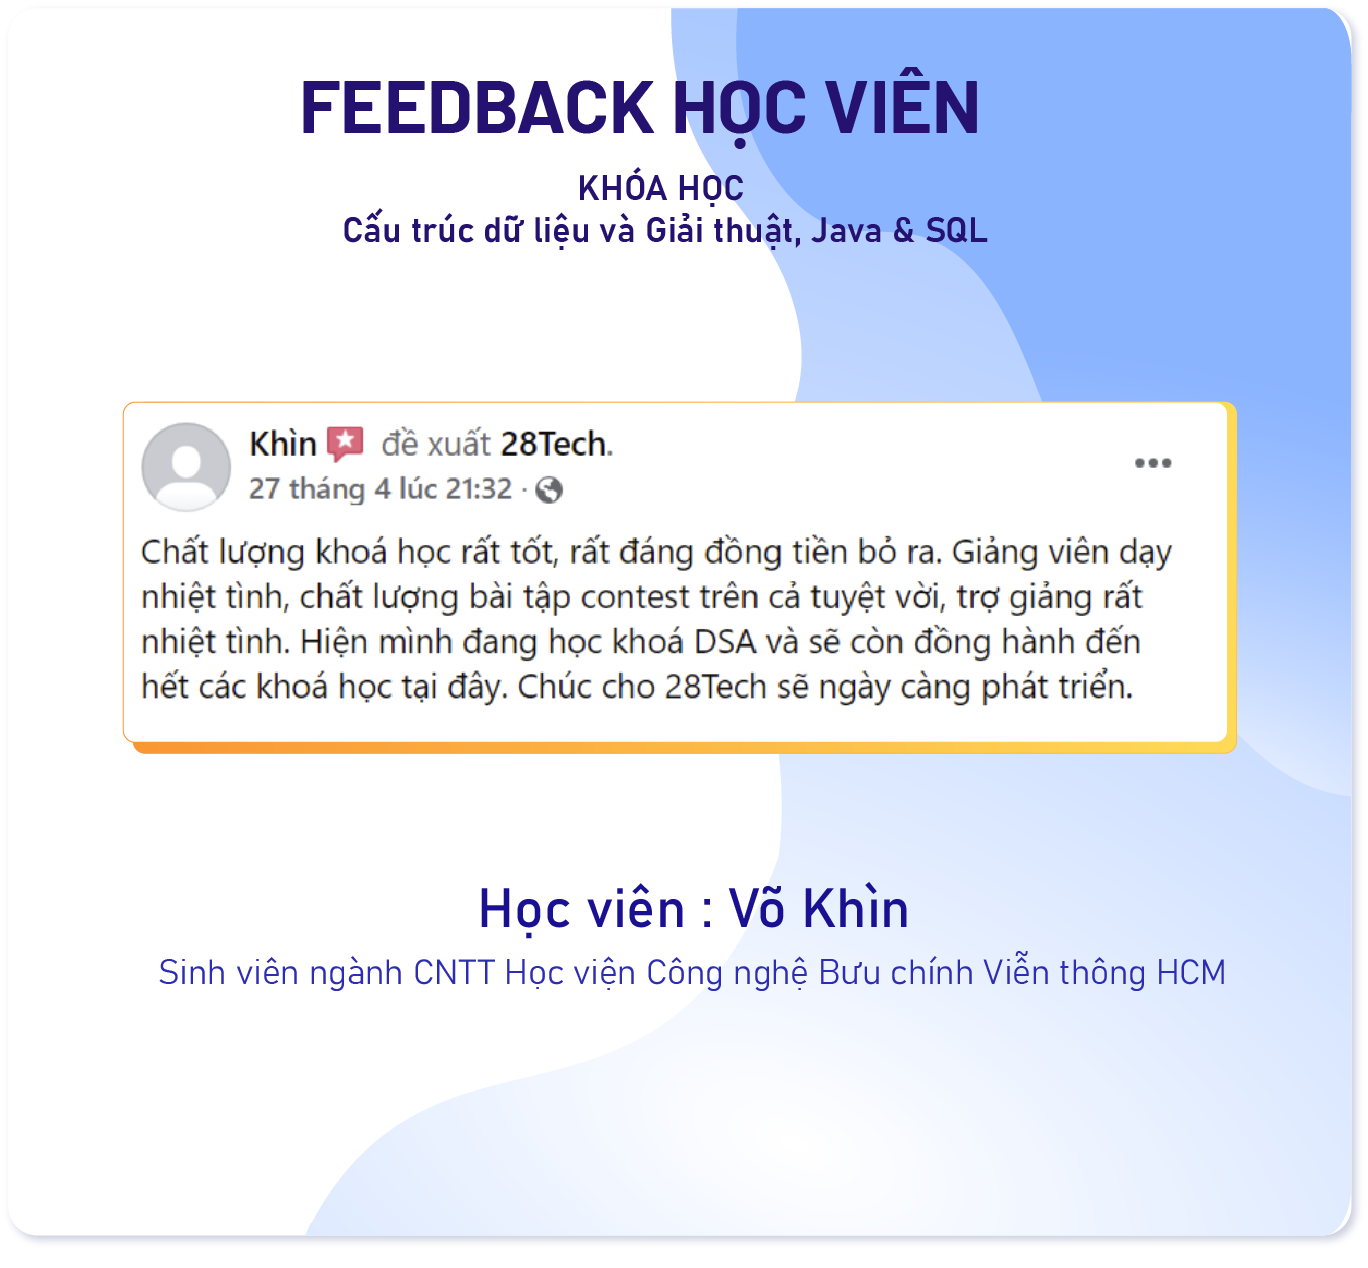 FEEDBACK HỌC VIÊN
KHÓA HỌC
Cấu trúc dữ liệu và Giải thuật, Java & SQL
Khìn đề xuất 28Tech.
27 tháng 4 lúc 21:32 ·
Chất lượng khoá học rất tốt, rất đáng đồng tiền bỏ ra. Giảng viên dạy
nhiệt tình, chất lượng bài tập contest trên cả tuyệt vời, trợ giảng rất
nhiệt tình. Hiện mình đang học khoá DSA và sẽ còn đồng hành đến
hết các khoá học tại đây. Chúc cho 28Tech sẽ ngày càng phát triển.
Học viên : Võ Khìn
Sinh viên ngành CNTT Học viện Công nghệ Bưu chính Viễn thông HCM